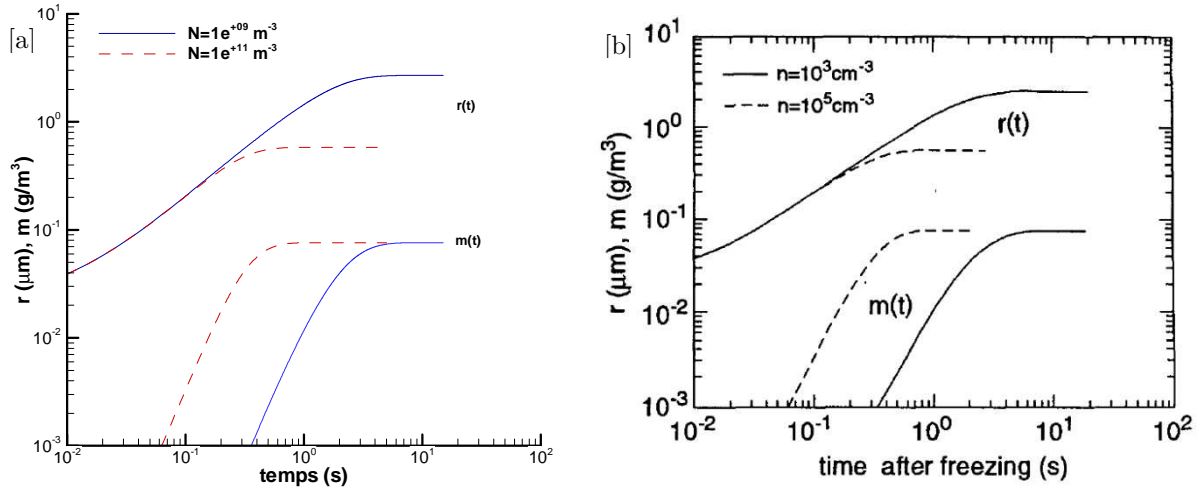 [a]
N=1e+09 m-3
N=1e+11 m-3
r(t)
m(t)
r (μm), m (g/m3)
101
100
10-1
10-2
10-3
10-2
10-1
100
101
102
temps (s)
[b]
n=103cm-3
n=105cm-3
r(t)
m(t)
r (μm), m (g/m3)
101
100
10-1
10-2
10-3
10-2
10-1
100
101
102
time after freezing (s)